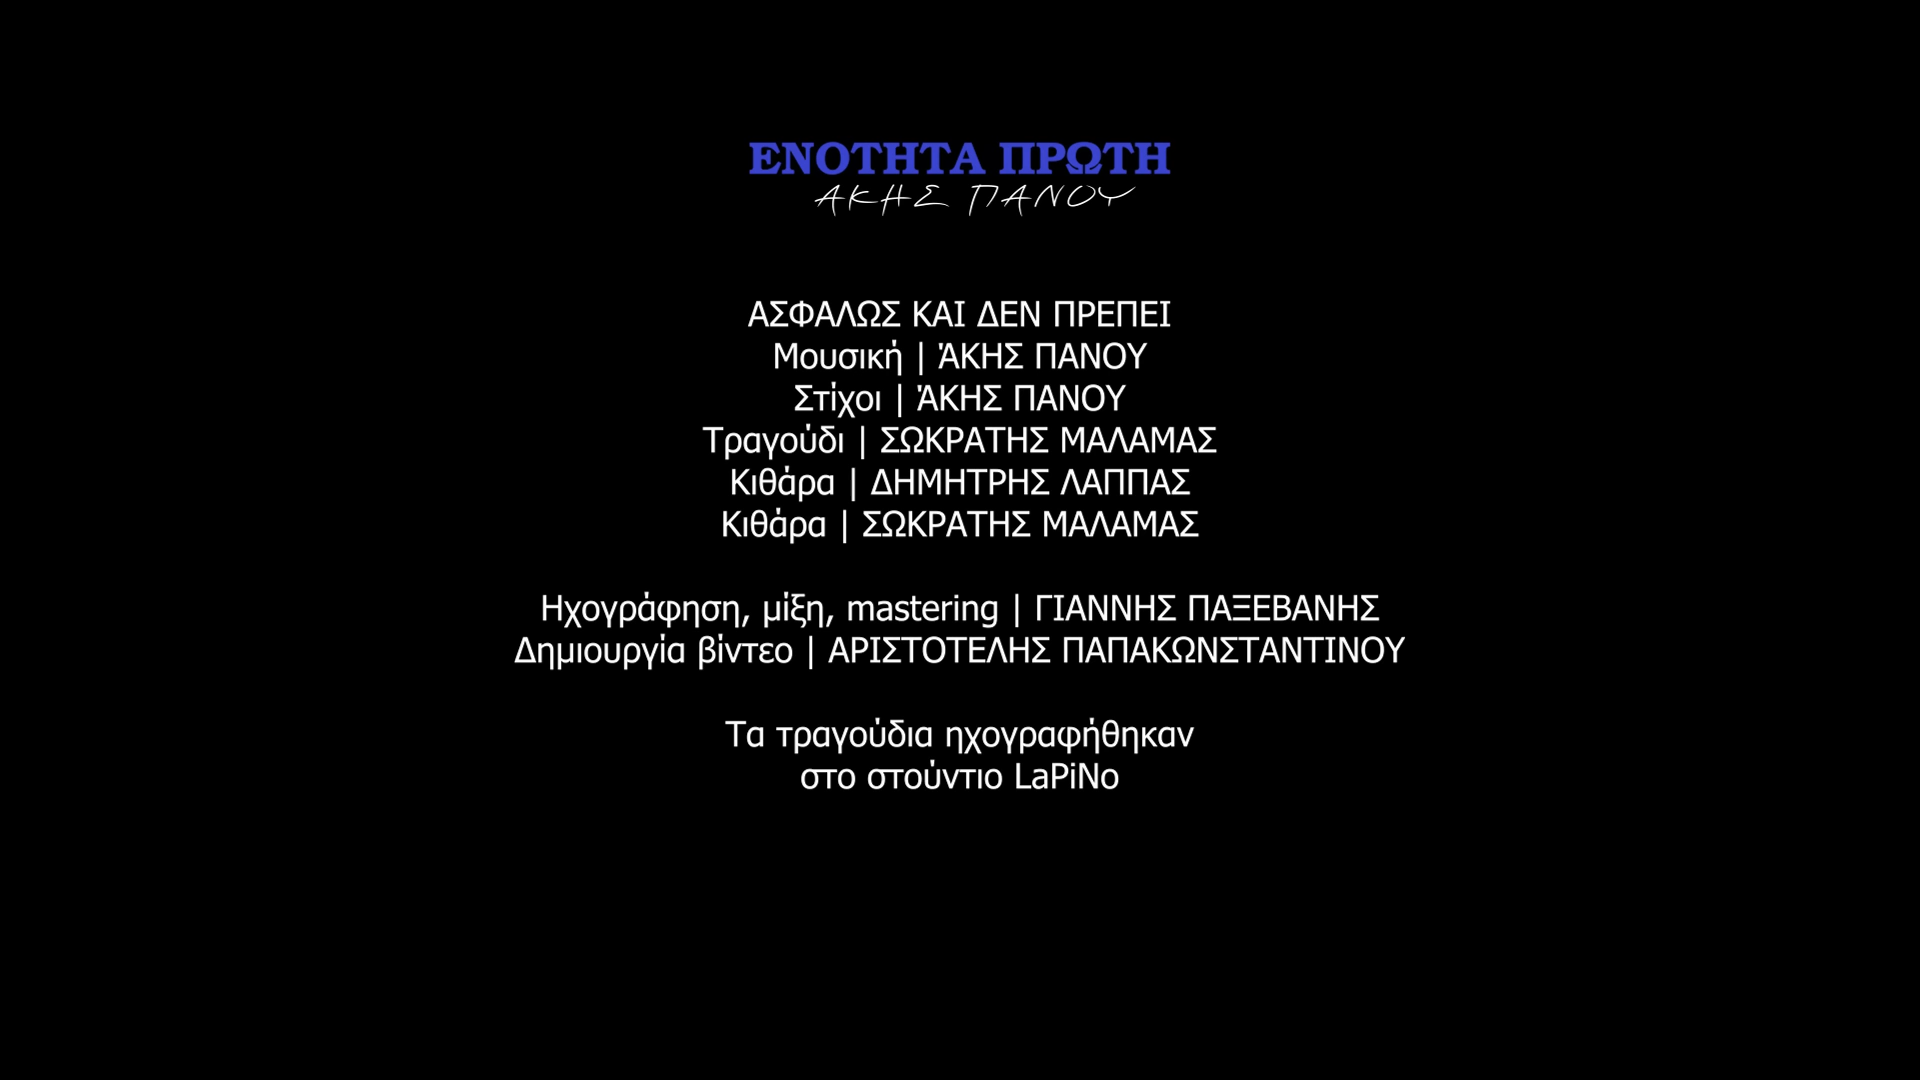 ΕΝΟΤΗΤΑ ΠΡΩΤΗ
ΑΚΗΣ ΠΑΝΟΥ
ΑΣΦΑΛΩΣ ΚΑΙ ΔΕΝ ΠΡΕΠΕΙ
Μουσική | ΆΚΗΣ ΠΑΝΟΥ
Στίχοι | ΆΚΗΣ ΠΑΝΟΥ
Τραγούδι | ΣΩΚΡΑΤΗΣ ΜΑΛΑΜΑΣ
Κιθάρα | ΔΗΜΗΤΡΗΣ ΛΑΠΠΑΣ
Κιθάρα | ΣΩΚΡΑΤΗΣ ΜΑΛΑΜΑΣ
Ηχογράφηση, μίξη, mastering | ΓΙΑΝΝΗΣ ΠΑΞΕΒΑΝΗΣ
Δημιουργία βίντεο | ΑΡΙΣΤΟΤΕΛΗΣ ΠΑΠΑΚΩΝΣΤΑΝΤΙΝΟΥ
Τα τραγούδια ηχογραφήθηκαν
στο στούντιο LaPiNo